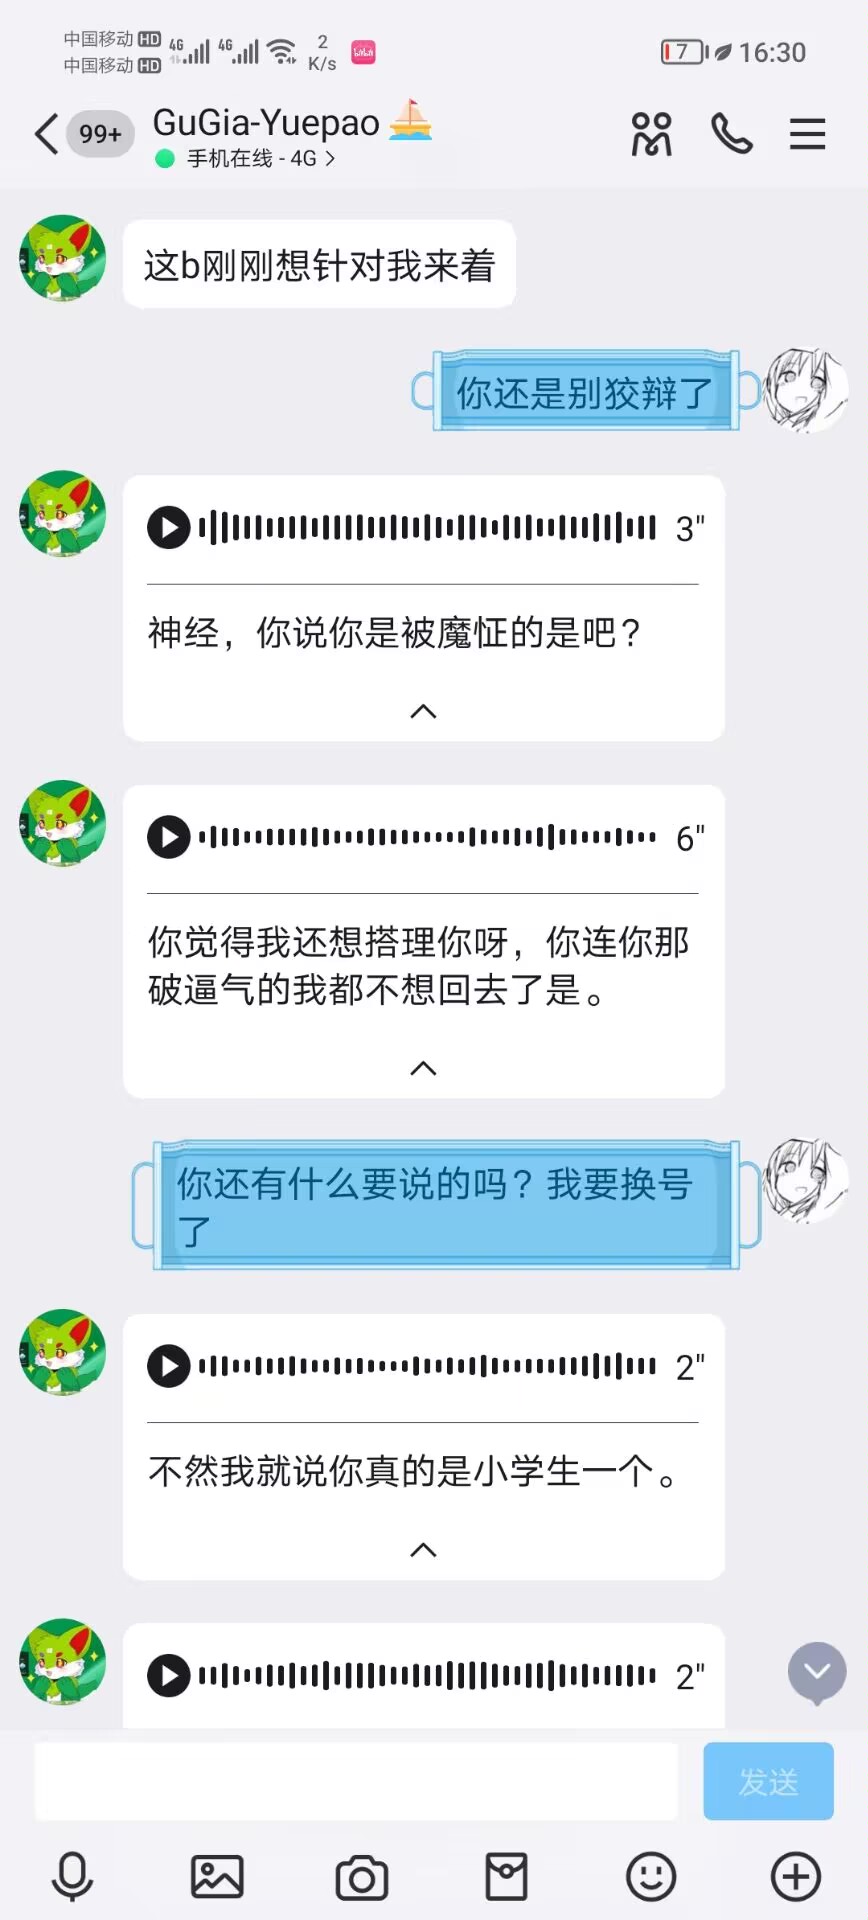 中国移动 HD 4G 4G 2 K/s bilibili 7 16:30
中国移动 HD
99+ GuGia-Yuepao
手机在线 - 4G >
这b刚刚想针对我来着
你还是别狡辩了
3"
神经，你说你是被魔怔的是吧？
6"
你觉得我还想搭理你呀，你连你那
破逼气的我都不想回去了是。
你还有什么要说的吗？我要换号
了
2"
不然我就说你真的是小学生一个。
2"
发送